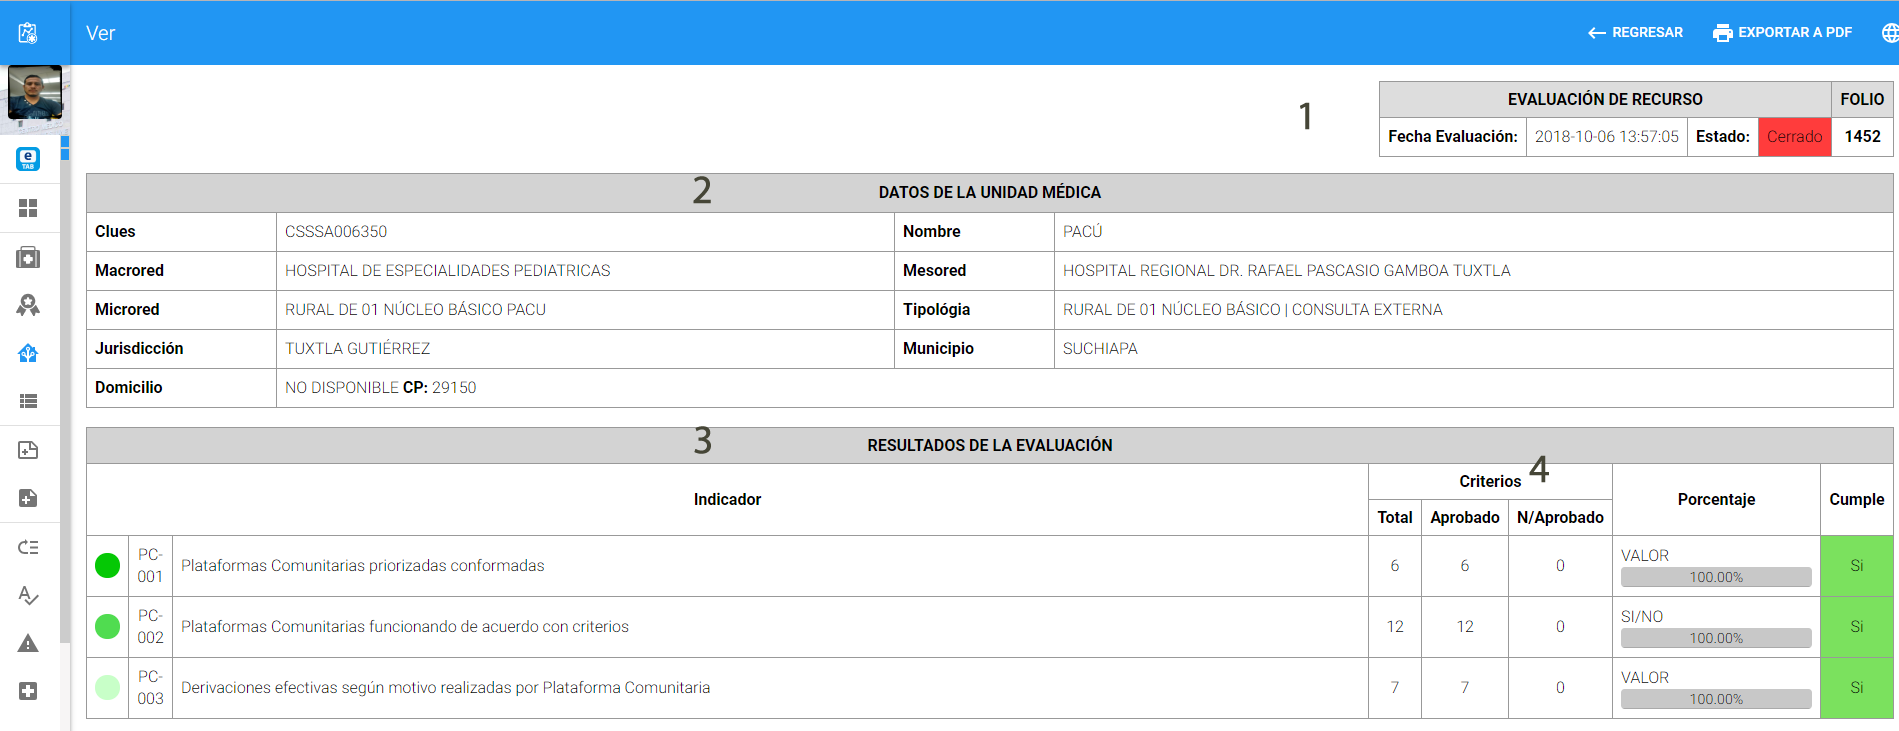 Ver
REGRESAR
EXPORTAR A PDF
e
TAB
1
EVALUACIÓN DE RECURSO FOLIO
Fecha Evaluación: 2018-10-06 13:57:05 Estado: Cerrado 1452
2
DATOS DE LA UNIDAD MÉDICA
Clues CSSSA006350 Nombre PACÚ
Macrored HOSPITAL DE ESPECIALIDADES PEDIATRICAS Mesored HOSPITAL REGIONAL DR. RAFAEL PASCASIO GAMBOA TUXTLA
Microred RURAL DE 01 NÚCLEO BÁSICO PACU Tipológia RURAL DE 01 NÚCLEO BÁSICO | CONSULTA EXTERNA
Jurisdicción TUXTLA GUTIÉRREZ Municipio SUCHIAPA
Domicilio NO DISPONIBLE CP: 29150
3
RESULTADOS DE LA EVALUACIÓN
4
Indicador Criterios Porcentaje Cumple
Total Aprobado N/Aprobado
PC-001 Plataformas Comunitarias priorizadas conformadas 6 6 0 VALOR 100.00% Si
PC-002 Plataformas Comunitarias funcionando de acuerdo con criterios 12 12 0 SI/NO 100.00% Si
PC-003 Derivaciones efectivas según motivo realizadas por Plataforma Comunitaria 7 7 0 VALOR 100.00% Si